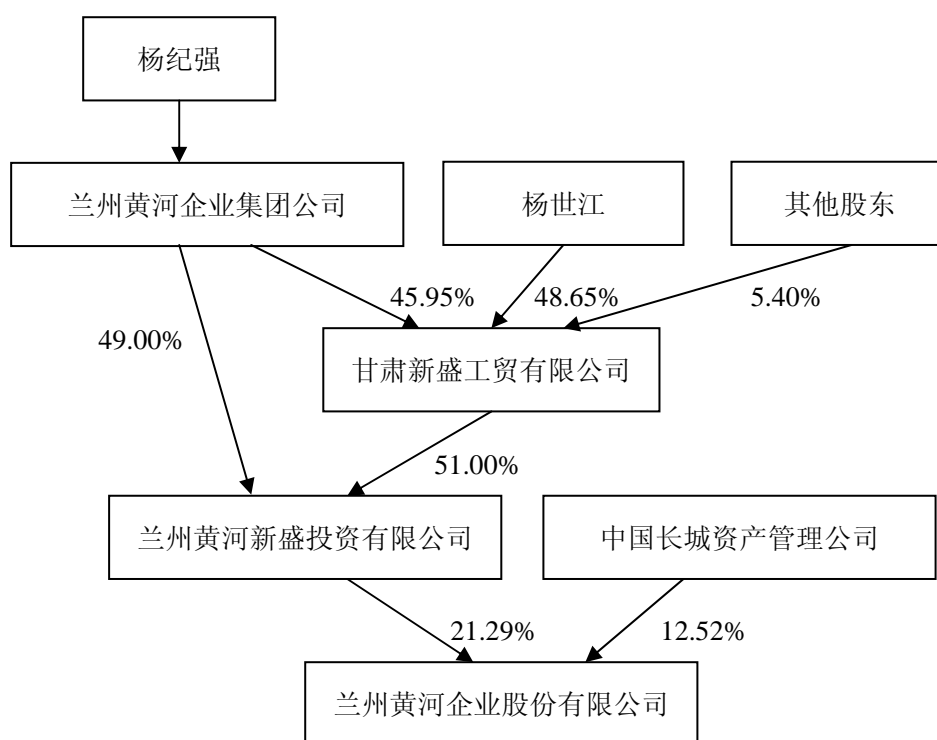 杨纪强
兰州黄河企业集团公司
杨世江
其他股东
45.95%
48.65%
5.40%
49.00%
甘肃新盛工贸有限公司
51.00%
兰州黄河新盛投资有限公司
中国长城资产管理公司
21.29%
12.52%
兰州黄河企业股份有限公司